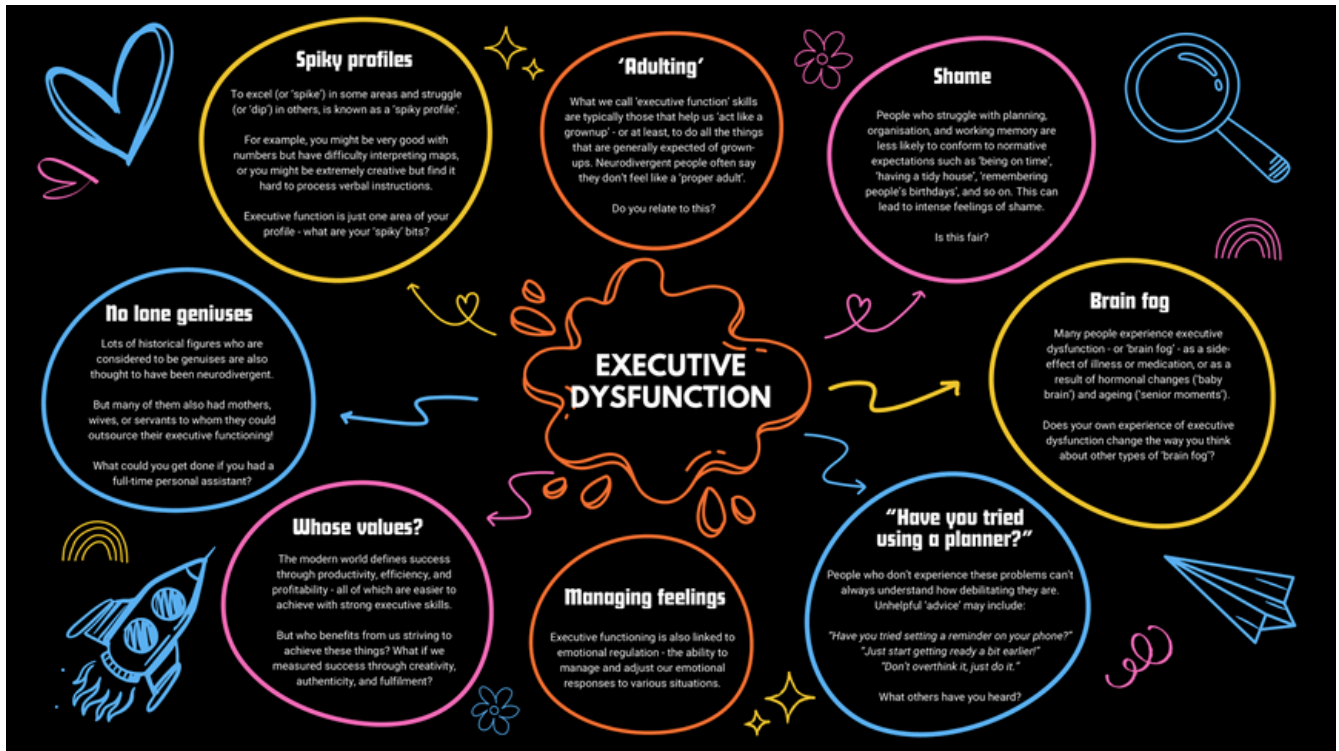 Spiky profiles
To excel (or 'spike') in some areas and struggle
(or 'dip') in others, is known as a 'spiky profile'.
For example, you might be very good with
numbers but have difficulty interpreting maps,
or you might be extremely creative but find it
hard to process verbal instructions.
Executive function is just one area of your
profile - what are your 'spiky' bits?
'Adulting'
What we call 'executive function' skills
are typically those that help us 'act like a
grownup' - or at least, to do all the things
that are generally expected of grown-
ups. Neurodivergent people often say
they don't feel like a 'proper adult'.
Do you relate to this?
Shame
People who struggle with planning,
organisation, and working memory are
less likely to conform to normative
expectations such as 'being on time',
'having a tidy house', 'remembering
people's birthdays', and so on. This can
lead to intense feelings of shame.
Is this fair?
No lone geniuses
Lots of historical figures who are
considered to be genuises are also
thought to have been neurodivergent.
But many of them also had mothers,
wives, or servants to whom they could
outsource their executive functioning!
What could you get done if you had a
full-time personal assistant?
EXECUTIVE
DYSFUNCTION
Brain fog
Many people experience executive
dysfunction - or 'brain fog' - as a side-
effect of illness or medication, or as a
result of hormonal changes ('baby
brain') and ageing ('senior moments').
Does your own experience of executive
dysfunction change the way you think
about other types of 'brain fog'?
Whose values?
The modern world defines success
through productivity, efficiency, and
profitability - all of which are easier to
achieve with strong executive skills.
But who benefits from us striving to
achieve these things? What if we
measured success through creativity,
authenticity, and fulfilment?
Managing feelings
Executive functioning is also linked to
emotional regulation - the ability to
manage and adjust our emotional
responses to various situations.
"Have you tried
using a planner?"
People who don't experience these problems can't
always understand how debilitating they are.
Unhelpful 'advice' may include:
"Have you tried setting a reminder on your phone?"
"Just start getting ready a bit earlier!"
"Don't overthink it, just do it."
What others have you heard?